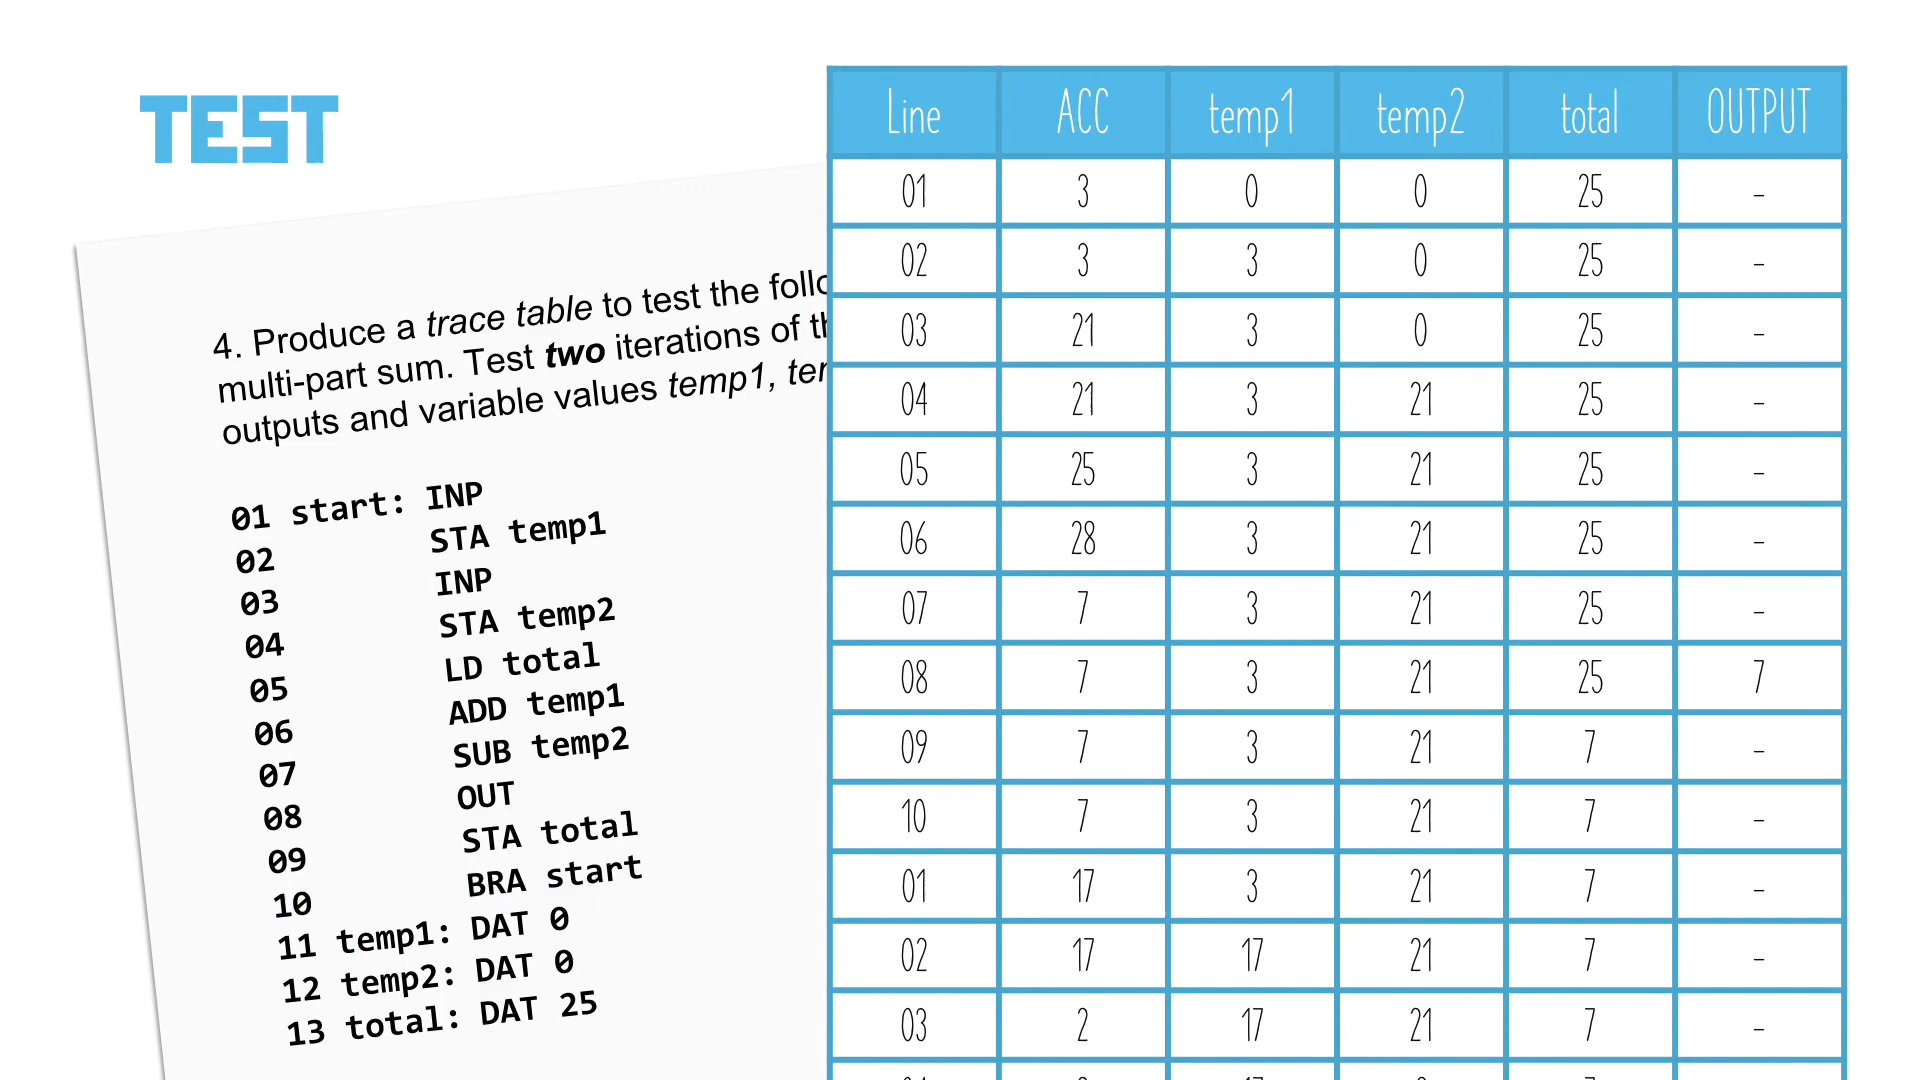 TEST
4. Produce a trace table to test the follo
multi-part sum. Test two iterations of th
outputs and variable values temp1, ter
01 start: INP
02 STA temp1
03 INP
04 STA temp2
05 LD total
06 ADD temp1
07 SUB temp2
08 OUT
09 STA total
10 BRA start
11 temp1: DAT 0
12 temp2: DAT 0
13 total: DAT 25
Line ACC temp1 temp2 total OUTPUT
01 3 0 0 25 -
02 3 3 0 25 -
03 21 3 0 25 -
04 21 3 21 25 -
05 25 3 21 25 -
06 28 3 21 25 -
07 7 3 21 25 -
08 7 3 21 25 7
09 7 3 21 7 -
10 7 3 21 7 -
01 17 3 21 7 -
02 17 17 21 7 -
03 2 17 21 7 -